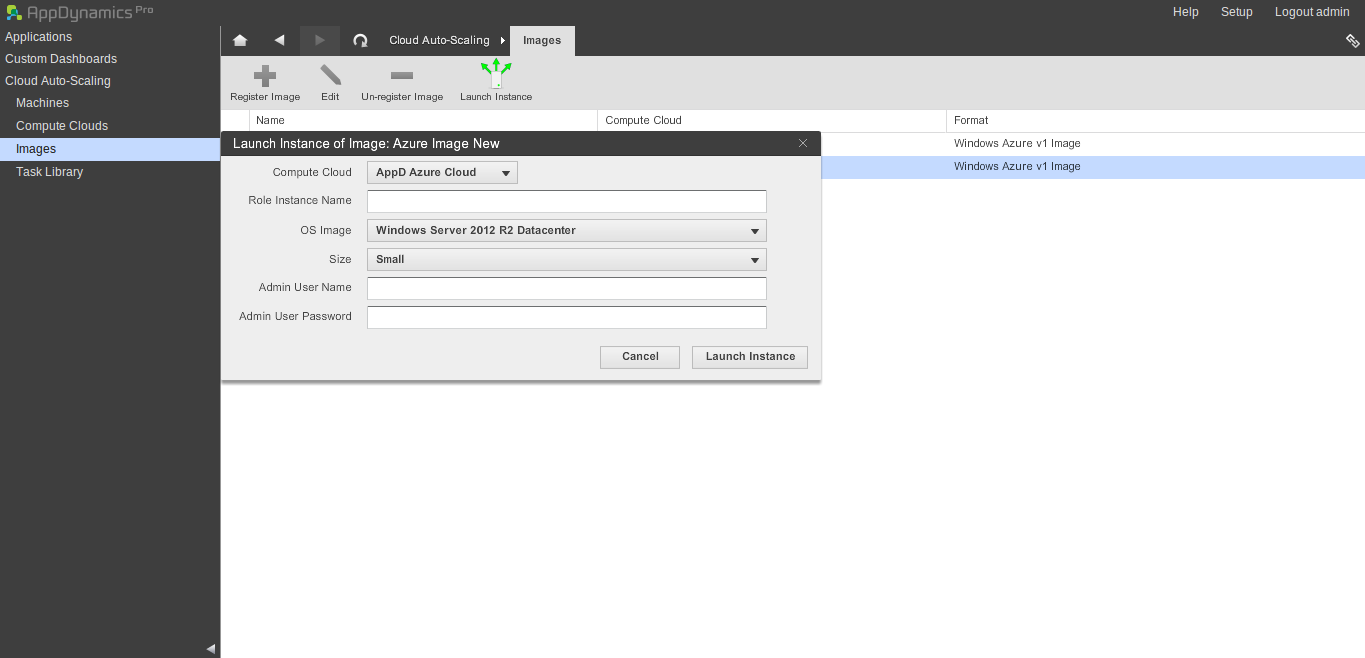 AppDynamics Pro
Help Setup Logout admin
Applications
Custom Dashboards
Cloud Auto-Scaling
Machines
Compute Clouds
Images
Task Library
Cloud Auto-Scaling Images
Register Image Edit Un-register Image Launch Instance
Name Compute Cloud Format
Windows Azure v1 Image
Windows Azure v1 Image
Launch Instance of Image: Azure Image New
Compute Cloud AppD Azure Cloud
Role Instance Name
OS Image Windows Server 2012 R2 Datacenter
Size Small
Admin User Name
Admin User Password
Cancel Launch Instance